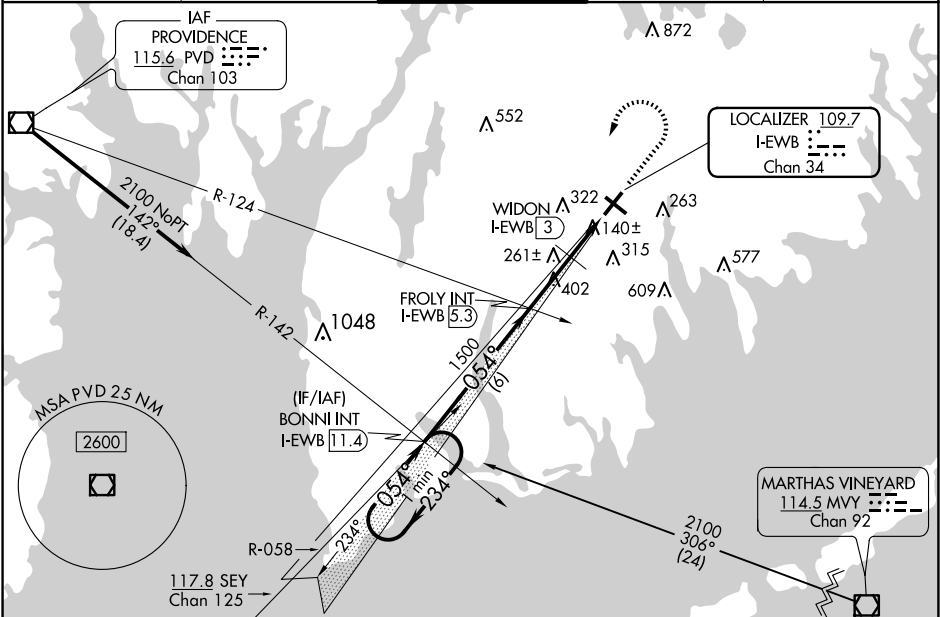 IAF
PROVIDENCE
115.6 PVD
Chan 103
872
552
LOCALIZER 109.7
I-EWB
Chan 34
2100 NoPT
142°
(18.4)
R-124
WIDON
I-EWB 3
322
263
140±
261±
315
577
402
609
FROLY INT
I-EWB 5.3
R-142
1048
1500
054°
(6)
MSA PVD 25 NM
2600
(IF/IAF)
BONNI INT
I-EWB 11.4
054°
1 min
234°
234°
R-058
117.8 SEY
Chan 125
2100
306°
(24)
MARTHAS VINEYARD
114.5 MVY
Chan 92